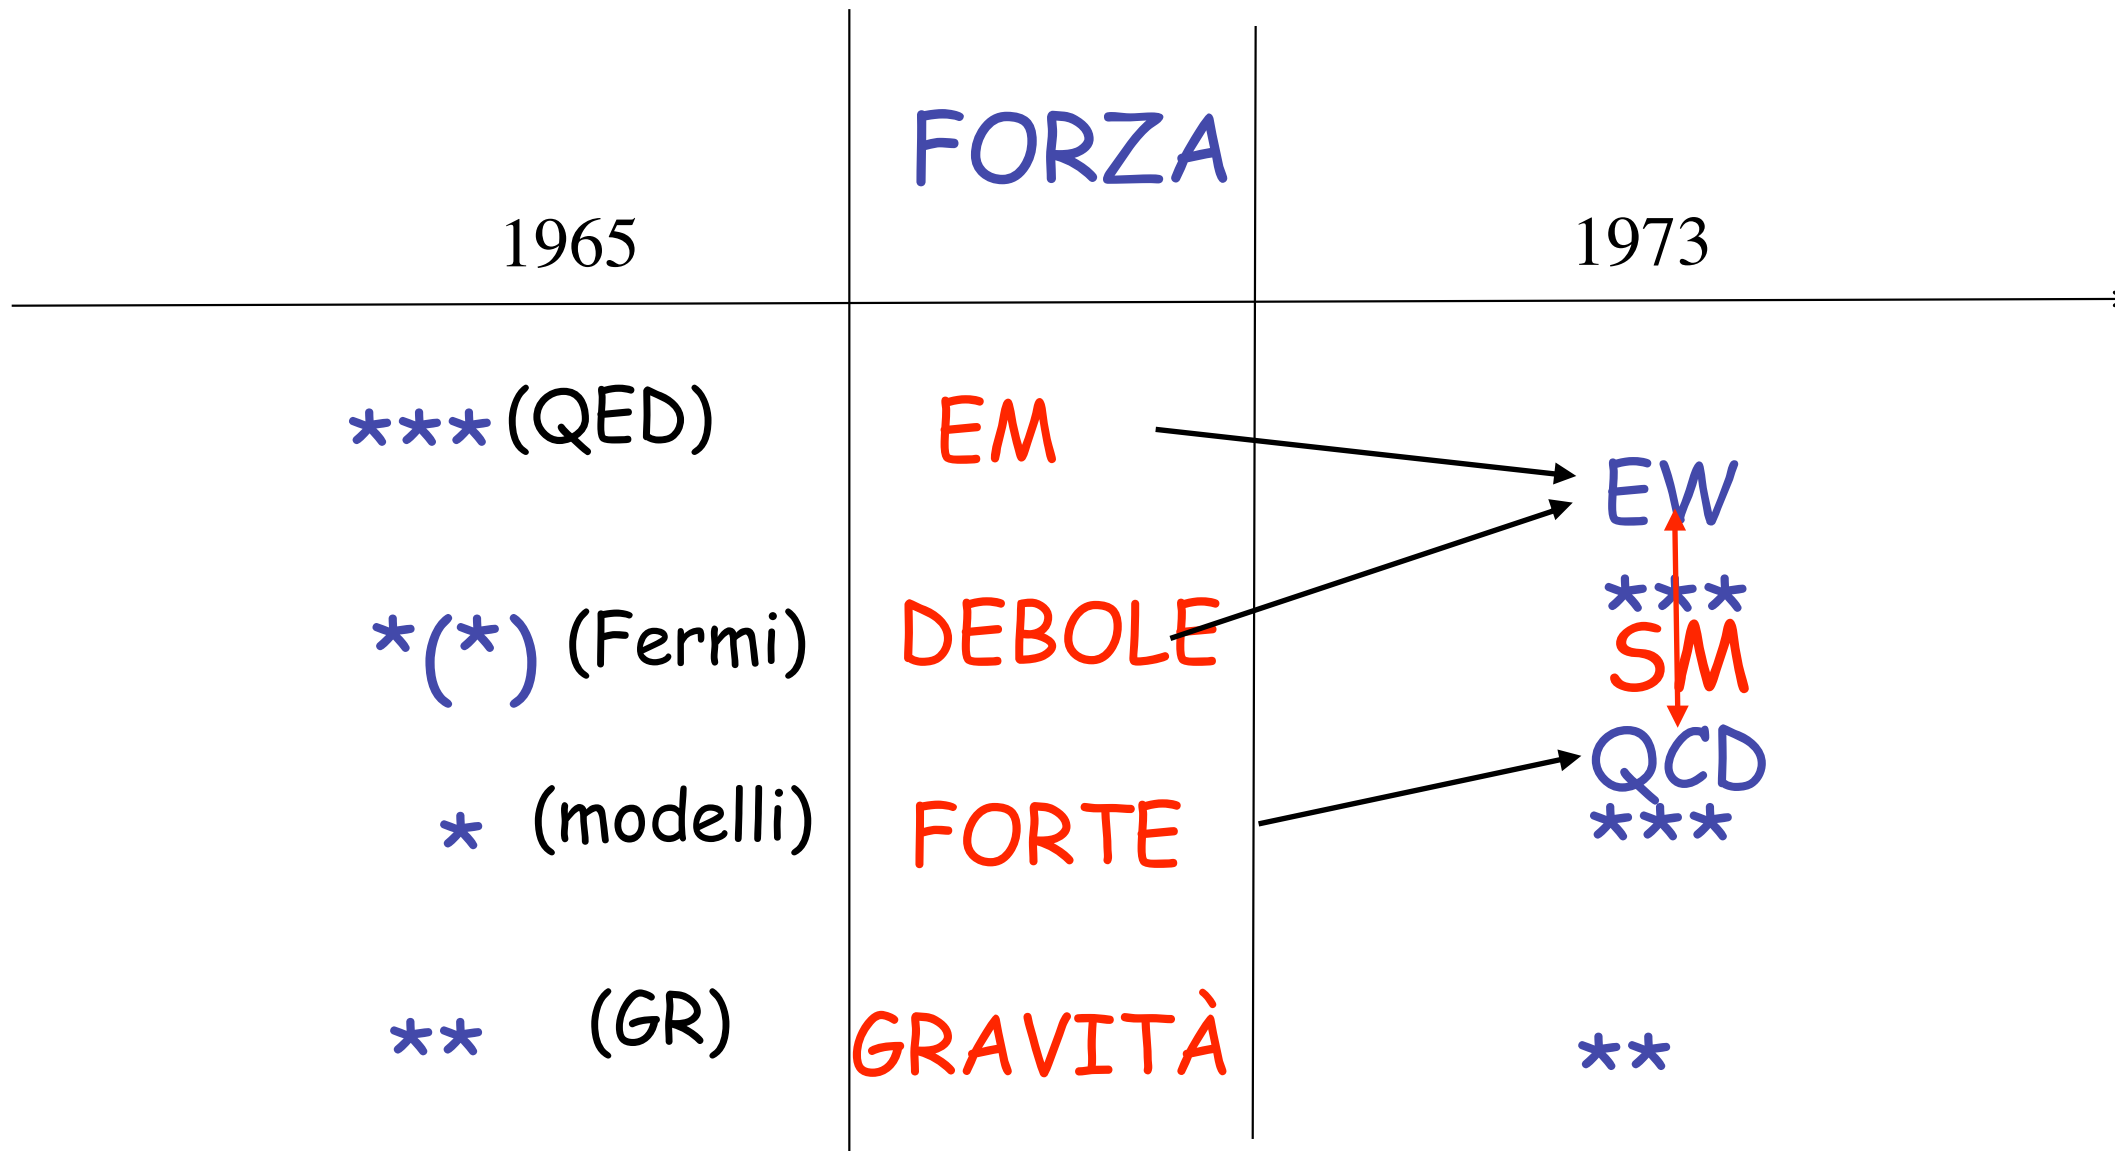 FORZA
1965 1973
*** (QED) EM
EW
*(*) (Fermi) DEBOLE ***
SM
QCD
* (modelli) FORTE ***
** (GR) GRAVITÀ **